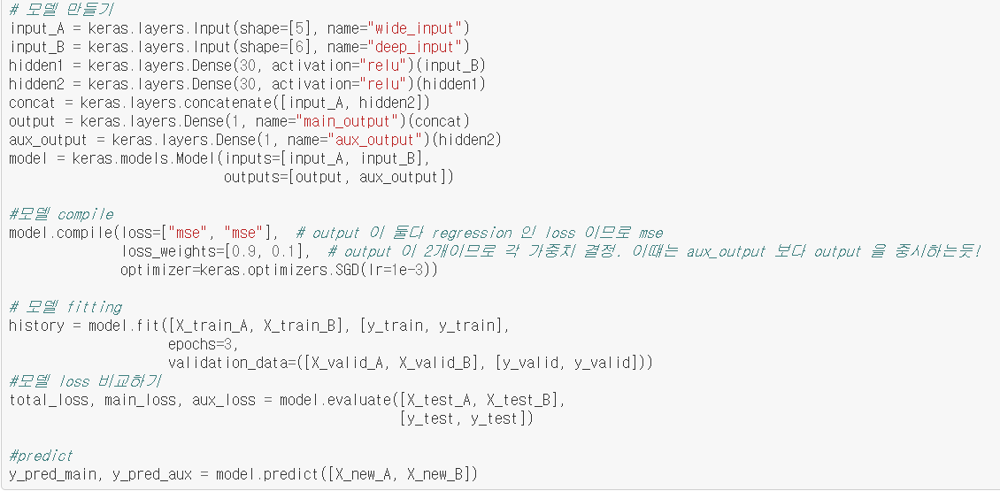 # 모델 만들기
input_A = keras.layers.Input(shape=[5], name="wide_input")
input_B = keras.layers.Input(shape=[6], name="deep_input")
hidden1 = keras.layers.Dense(30, activation="relu")(input_B)
hidden2 = keras.layers.Dense(30, activation="relu")(hidden1)
concat = keras.layers.concatenate([input_A, hidden2])
output = keras.layers.Dense(1, name="main_output")(concat)
aux_output = keras.layers.Dense(1, name="aux_output")(hidden2)
model = keras.models.Model(inputs=[input_A, input_B],
                           outputs=[output, aux_output])

#모델 compile
model.compile(loss=["mse", "mse"],  # output 이 둘다 regression 인 loss 이므로 mse
              loss_weights=[0.9, 0.1],  # output 이 2개이므로 각 가중치 결정. 이떄는 aux_output 보다 output 을 중시하는듯!
              optimizer=keras.optimizers.SGD(lr=1e-3))

# 모델 fitting
history = model.fit([X_train_A, X_train_B], [y_train, y_train],
                    epochs=3,
                    validation_data=([X_valid_A, X_valid_B], [y_valid, y_valid]))
#모델 loss 비교하기
total_loss, main_loss, aux_loss = model.evaluate([X_test_A, X_test_B],
                                                 [y_test, y_test])

#predict
y_pred_main, y_pred_aux = model.predict([X_new_A, X_new_B])